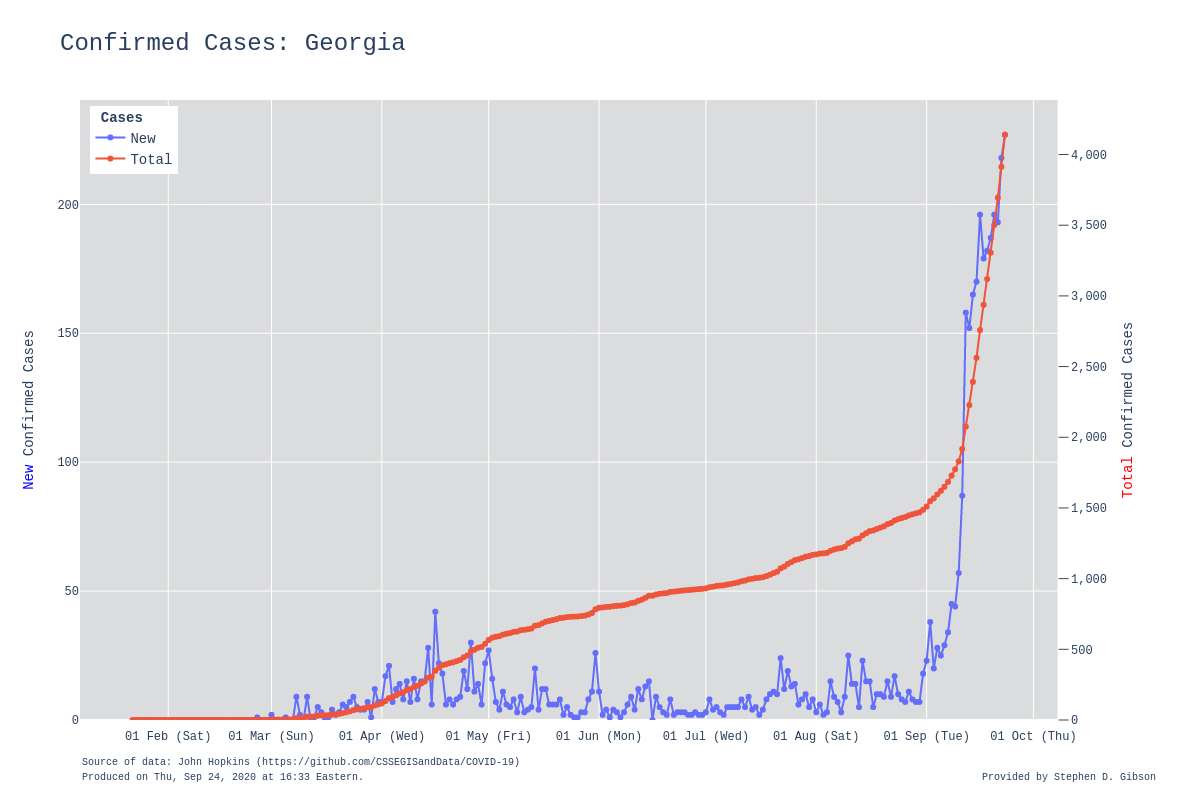 Confirmed Cases: Georgia
Cases
New
Total
200
150
100
50
0
4,000
3,500
3,000
2,500
2,000
1,500
1,000
500
0
New Confirmed Cases
Total Confirmed Cases
01 Feb (Sat) 01 Mar (Sun) 01 Apr (Wed) 01 May (Fri) 01 Jun (Mon) 01 Jul (Wed) 01 Aug (Sat) 01 Sep (Tue) 01 Oct (Thu)
Source of data: John Hopkins (https://github.com/CSSEGISandData/COVID-19)
Produced on Thu, Sep 24, 2020 at 16:33 Eastern.
Provided by Stephen D. Gibson